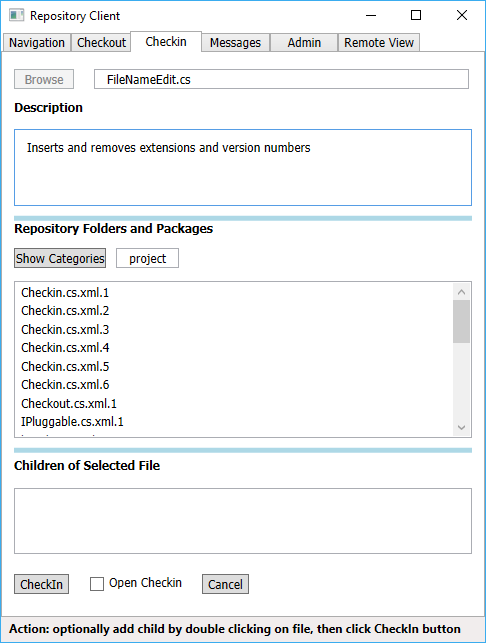 Repository Client
Navigation Checkout Checkin Messages Admin Remote View
Browse FileNameEdit.cs
Description
Inserts and removes extensions and version numbers
Repository Folders and Packages
Show Categories project
Checkin.cs.xml.1
Checkin.cs.xml.2
Checkin.cs.xml.3
Checkin.cs.xml.4
Checkin.cs.xml.5
Checkin.cs.xml.6
Checkout.cs.xml.1
IPluggable.cs.xml.1
Children of Selected File
CheckIn Open Checkin Cancel
Action: optionally add child by double clicking on file, then click CheckIn button